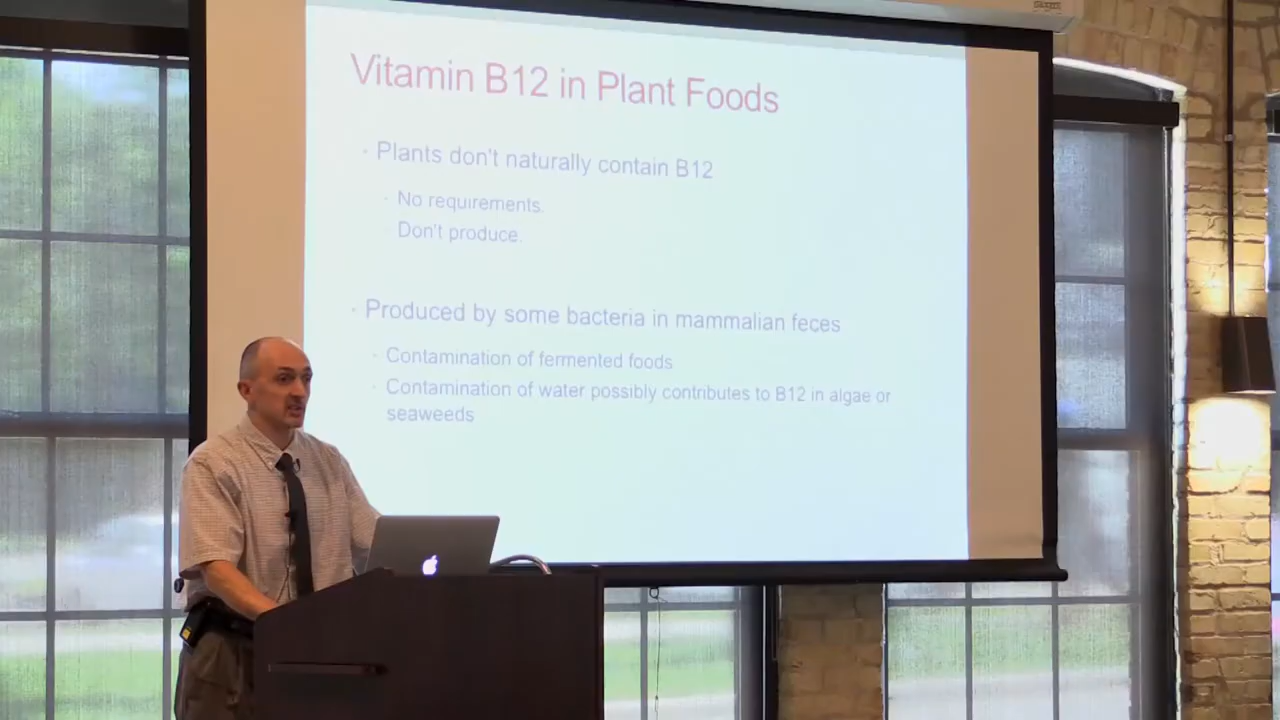 Vitamin B12 in Plant Foods
Plants don't naturally contain B12
No requirements.
Don't produce.
Produced by some bacteria in mammalian feces
Contamination of fermented foods
Contamination of water possibly contributes to B12 in algae or
seaweeds